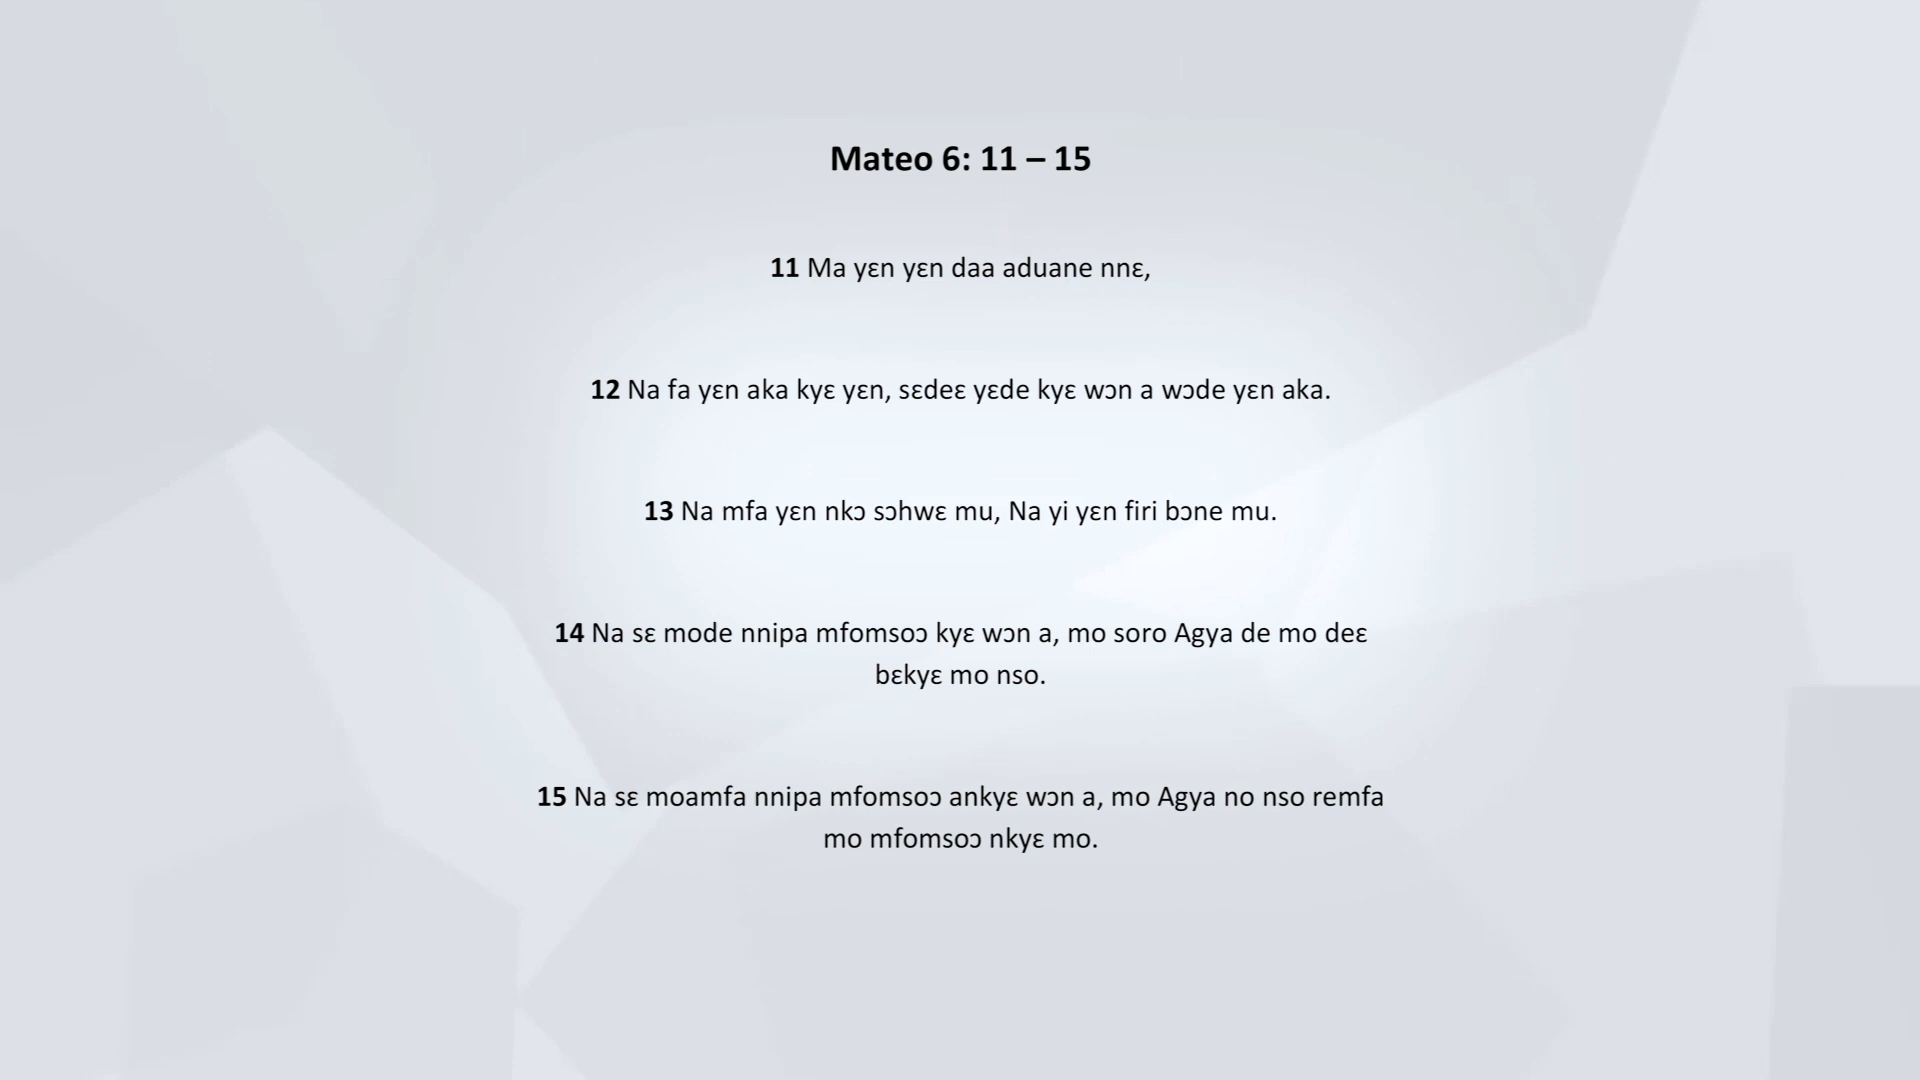 Mateo 6: 11 – 15
11 Ma yɛn yɛn daa aduane nnɛ,
12 Na fa yɛn aka kyɛ yɛn, sɛdeɛ yɛde kyɛ wɔn a wɔde yɛn aka.
13 Na mfa yɛn nkɔ sɔhwɛ mu, Na yi yɛn firi bɔne mu.
14 Na sɛ mode nnipa mfomsoɔ kyɛ wɔn a, mo soro Agya de mo deɛ
bɛkyɛ mo nso.
15 Na sɛ moamfa nnipa mfomsoɔ ankyɛ wɔn a, mo Agya no nso remfa
mo mfomsoɔ nkyɛ mo.